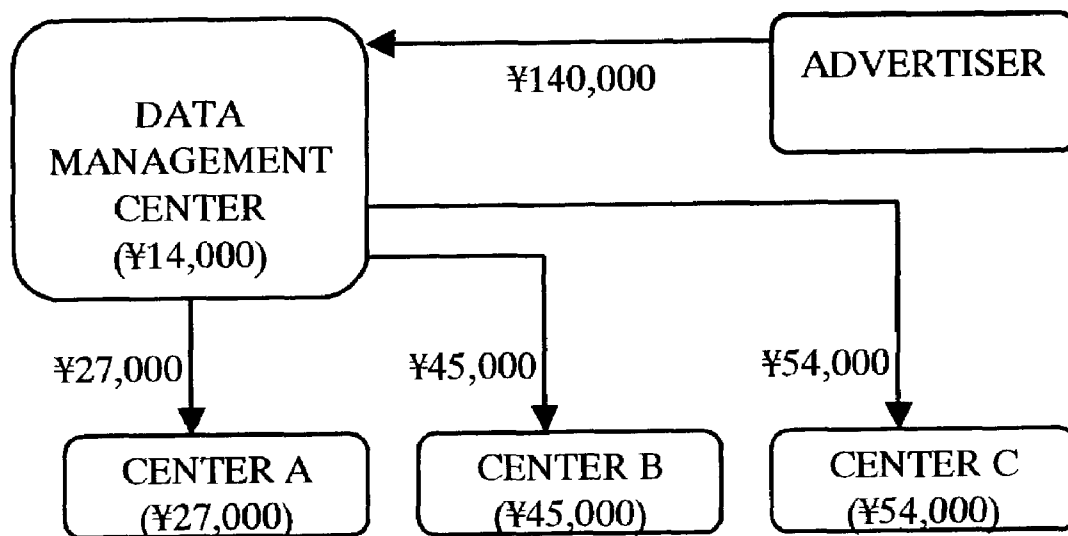 ADVERTISER
¥140,000
DATA
MANAGEMENT
CENTER
(¥14,000)
¥27,000
¥45,000
¥54,000
CENTER A
(¥27,000)
CENTER B
(¥45,000)
CENTER C
(¥54,000)